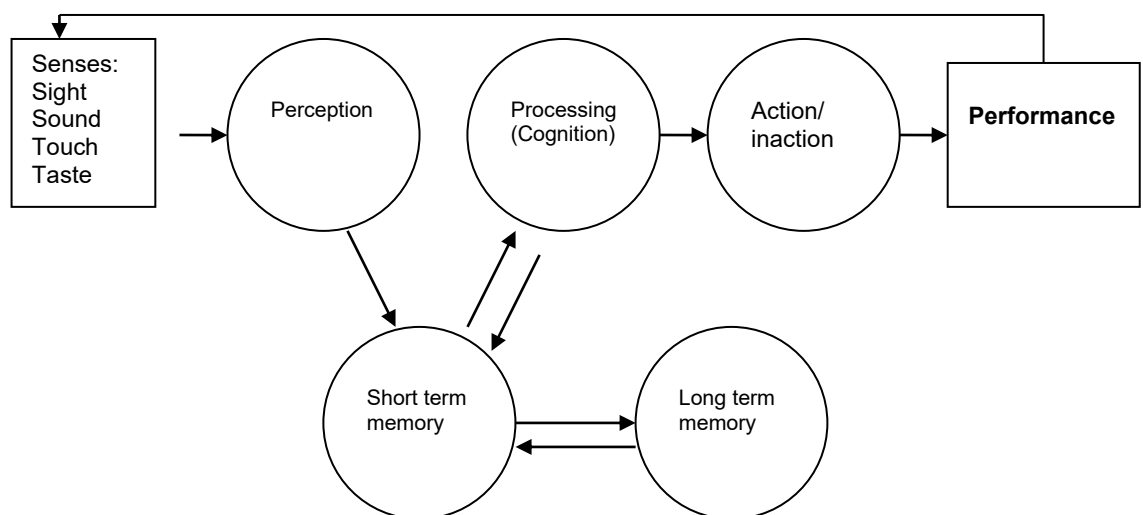 Senses:
Sight
Sound
Touch
Taste
Perception
Processing
(Cognition)
Action/
inaction
Performance
Short term
memory
Long term
memory